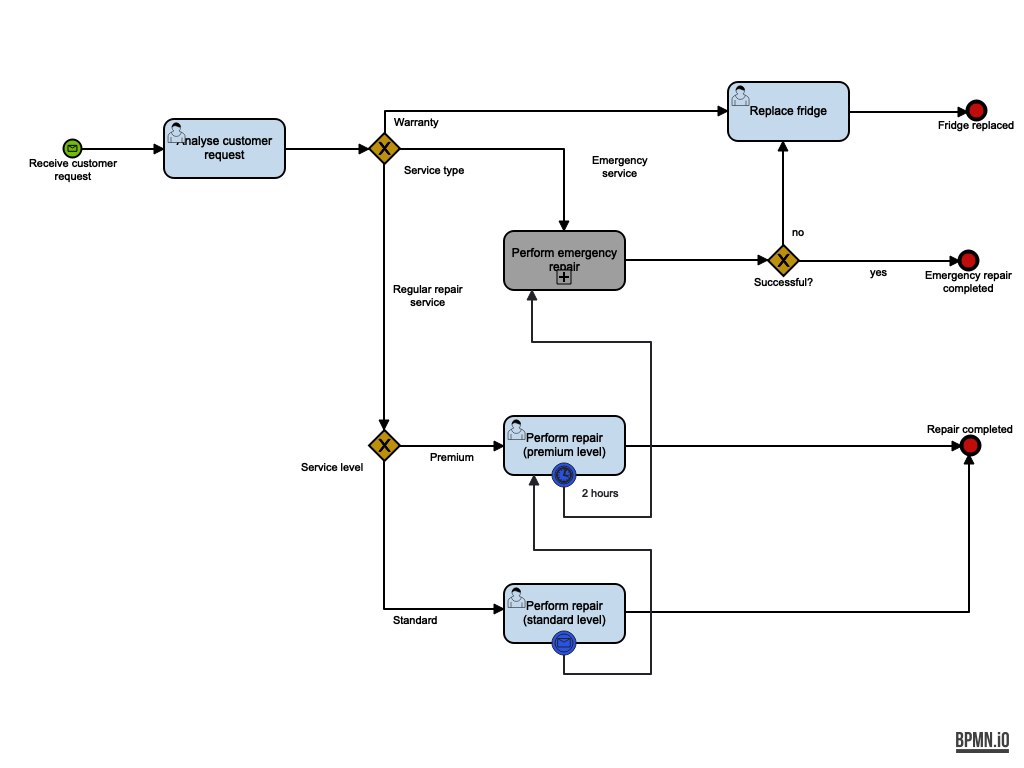 Warranty
Replace fridge
Fridge replaced
Analyse customer
request
Receive customer
request
Service type
Emergency
service
Perform emergency
repair
no
Successful?
yes
Emergency repair
completed
Regular repair
service
Service level
Premium
Perform repair
(premium level)
2 hours
Repair completed
Standard
Perform repair
(standard level)
BPMN.iO